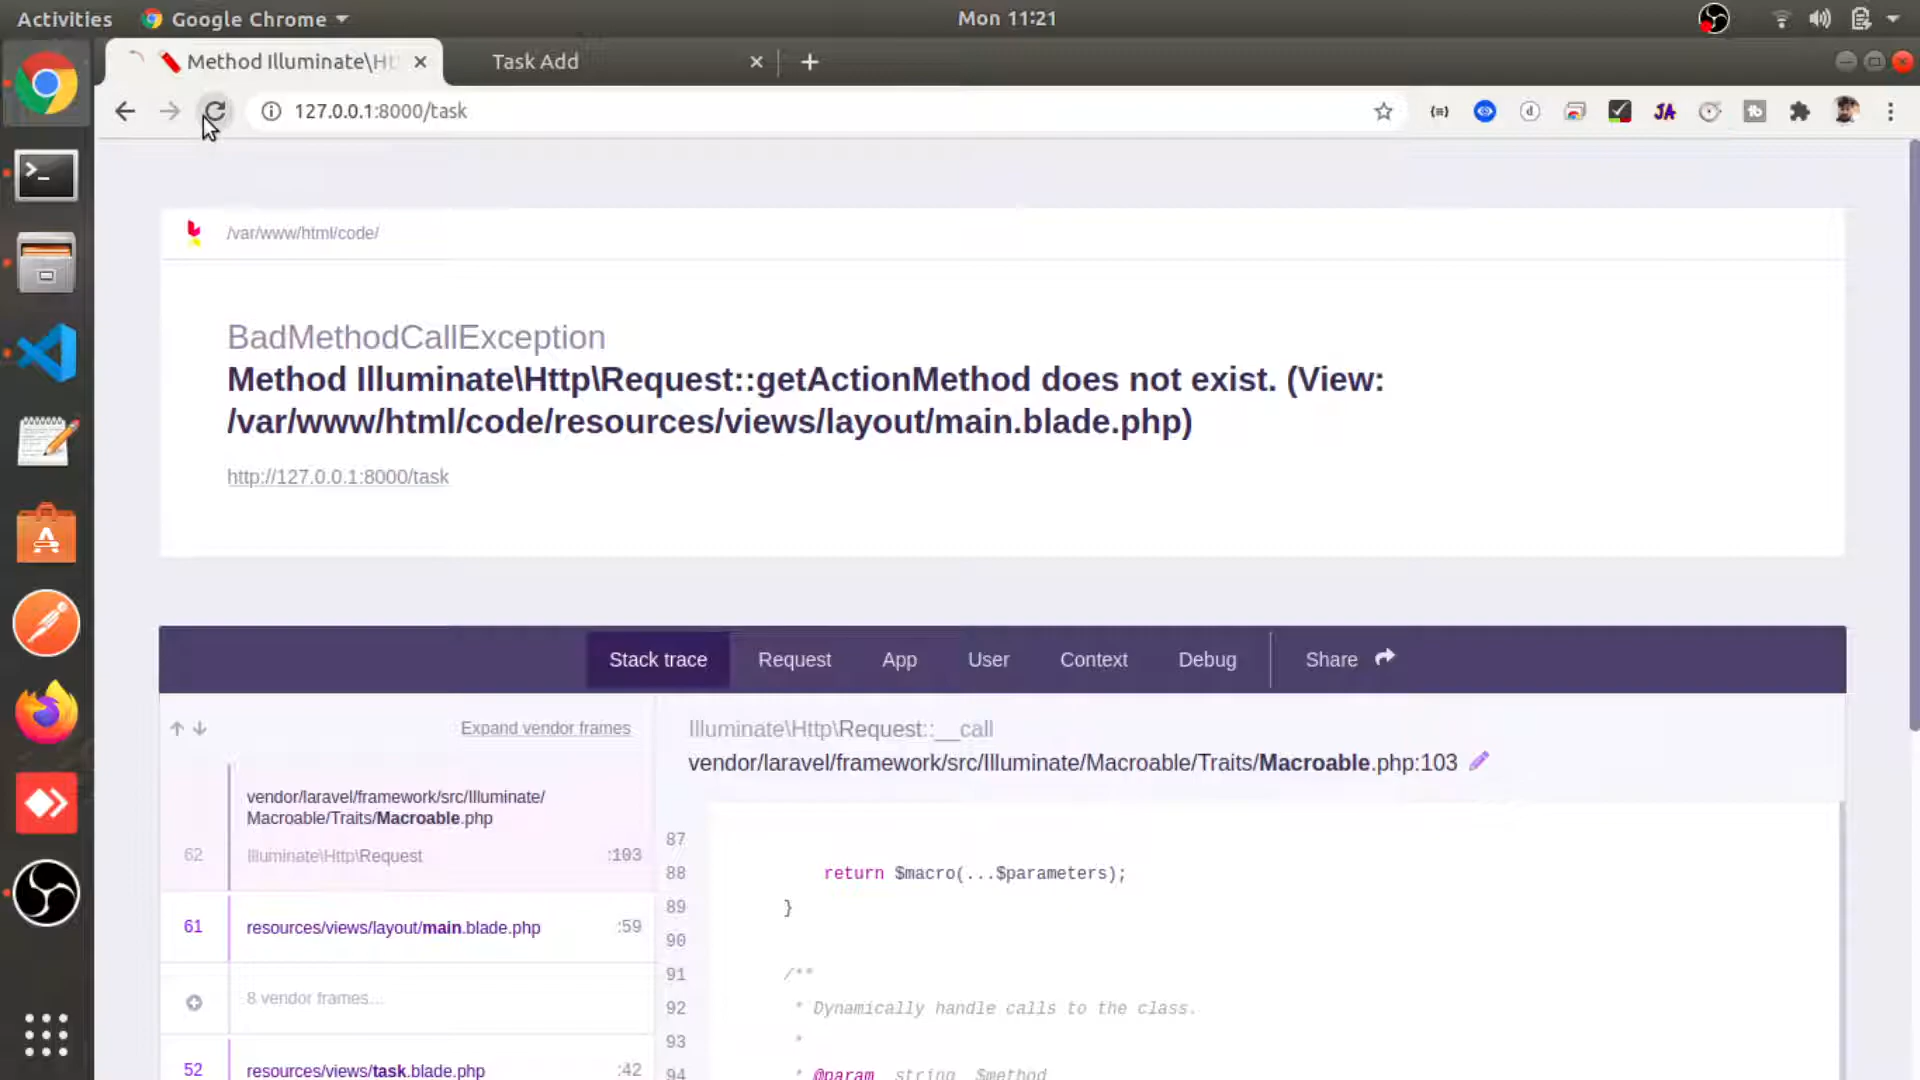 Activities
Google Chrome
Mon 11:21
Method Illuminate\Ht
Task Add
127.0.0.1:8000/task
/var/www/html/code/
BadMethodCallException
Method Illuminate\Http\Request::getActionMethod does not exist. (View:
/var/www/html/code/resources/views/layout/main.blade.php)
http://127.0.0.1:8000/task
Stack trace
Request
App
User
Context
Debug
Share
Expand vendor frames
vendor/laravel/framework/src/Illuminate/
Macroable/Traits/Macroable.php
62
Illuminate\Http\Request
:103
61
resources/views/layout/main.blade.php
:59
8 vendor frames...
52
resources/views/task.blade.php
:42
Illuminate\Http\Request::__call
vendor/laravel/framework/src/Illuminate/Macroable/Traits/Macroable.php:103
87
88 return $macro(...$parameters);
89 }
90
91 /**
92 * Dynamically handle calls to the class.
93 *
94 * @param string $method